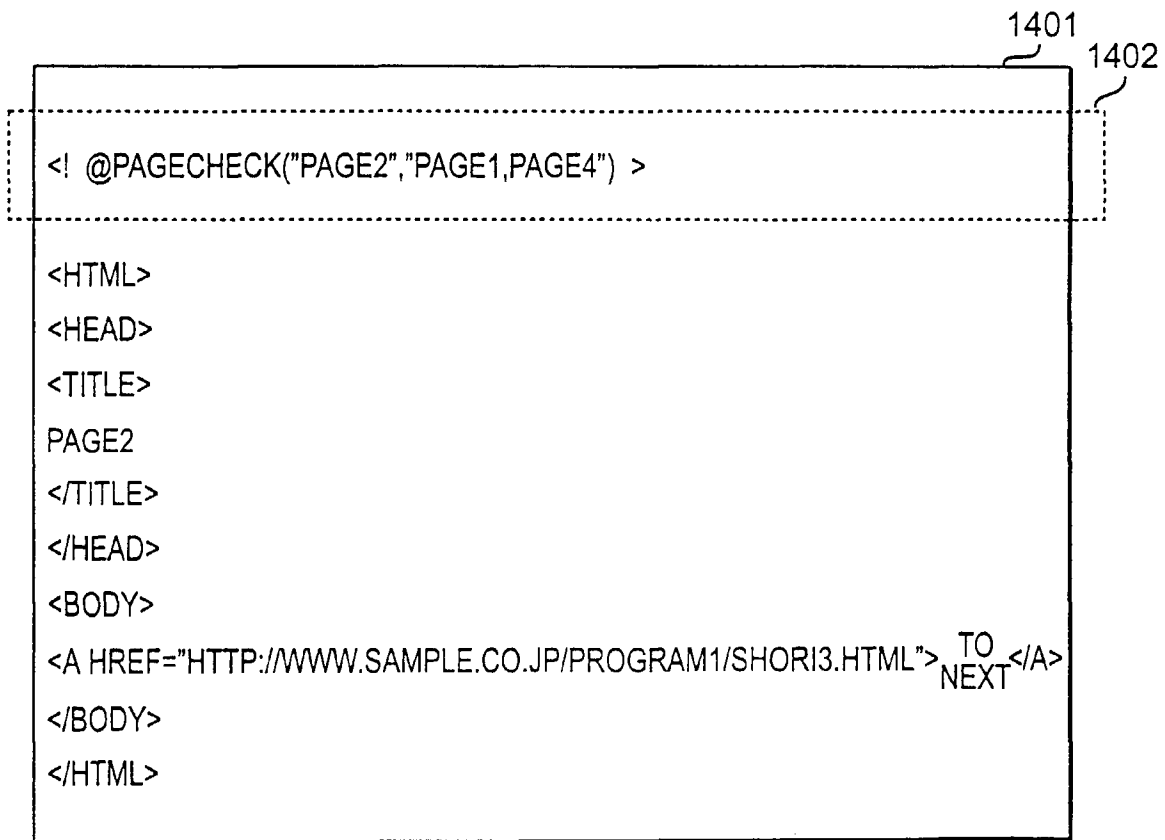 1401
1402
<! @PAGECHECK("PAGE2","PAGE1,PAGE4") >
<HTML>
<HEAD>
<TITLE>
PAGE2
</TITLE>
</HEAD>
<BODY>
<A HREF="HTTP://WWW.SAMPLE.CO.JP/PROGRAM1/SHORI3.HTML">TO NEXT</A>
</BODY>
</HTML>